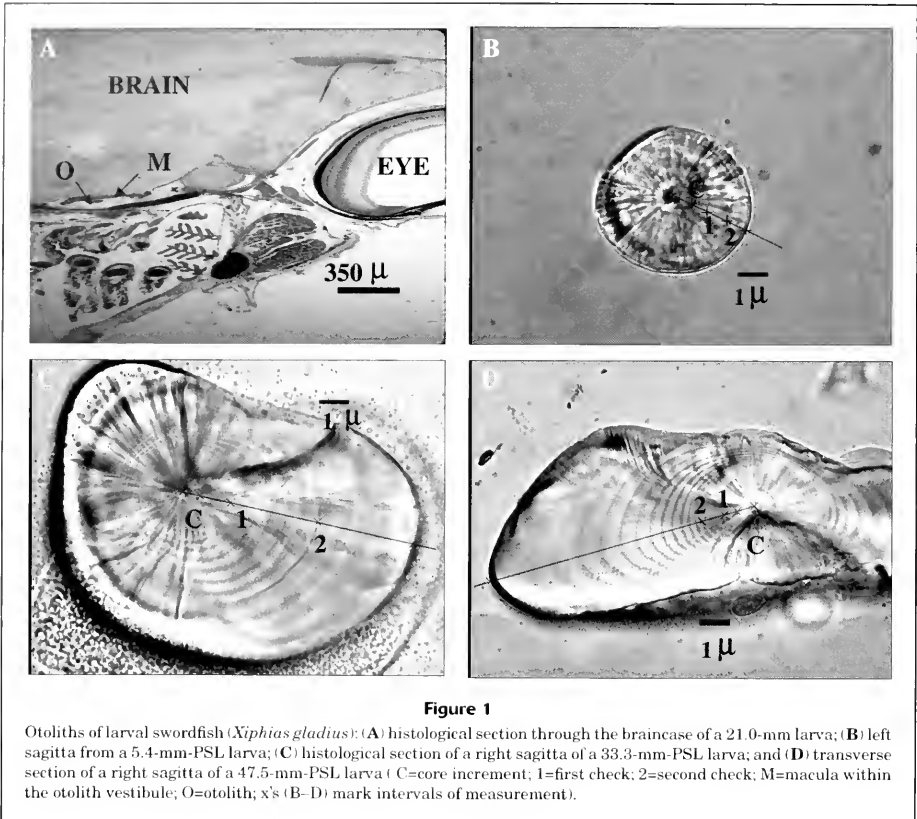 A
BRAIN
O
M
EYE
350 μ
B
1
2
1 μ
1 μ
C
1
2
D
2
1
C
1 μ
Figure 1
Otoliths of larval swordfish (Xiphias gladius): (A) histological section through the braincase of a 21.0-mm larva; (B) left
sagitta from a 5.4-mm-PSL larva; (C) histological section of a right sagitta of a 33.3-mm-PSL larva; and (D) transverse
section of a right sagitta of a 47.5-mm-PSL larva ( C=core increment; 1=first check; 2=second check; M=macula within
the otolith vestibule; O=otolith; x's (B–D) mark intervals of measurement).